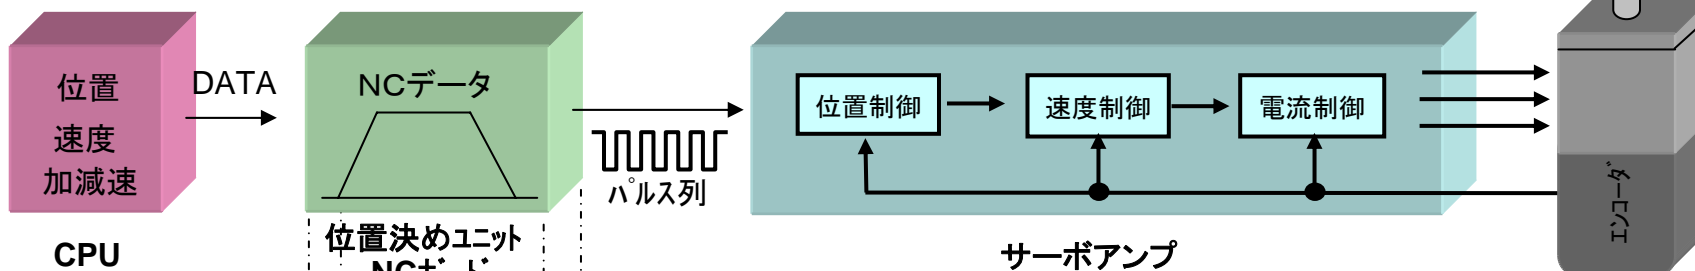 位置
速度
加減速
CPU
DATA
NCデータ
位置決めユニット
パルス列
位置制御
速度制御
電流制御
サーボアンプ
エンコーダ